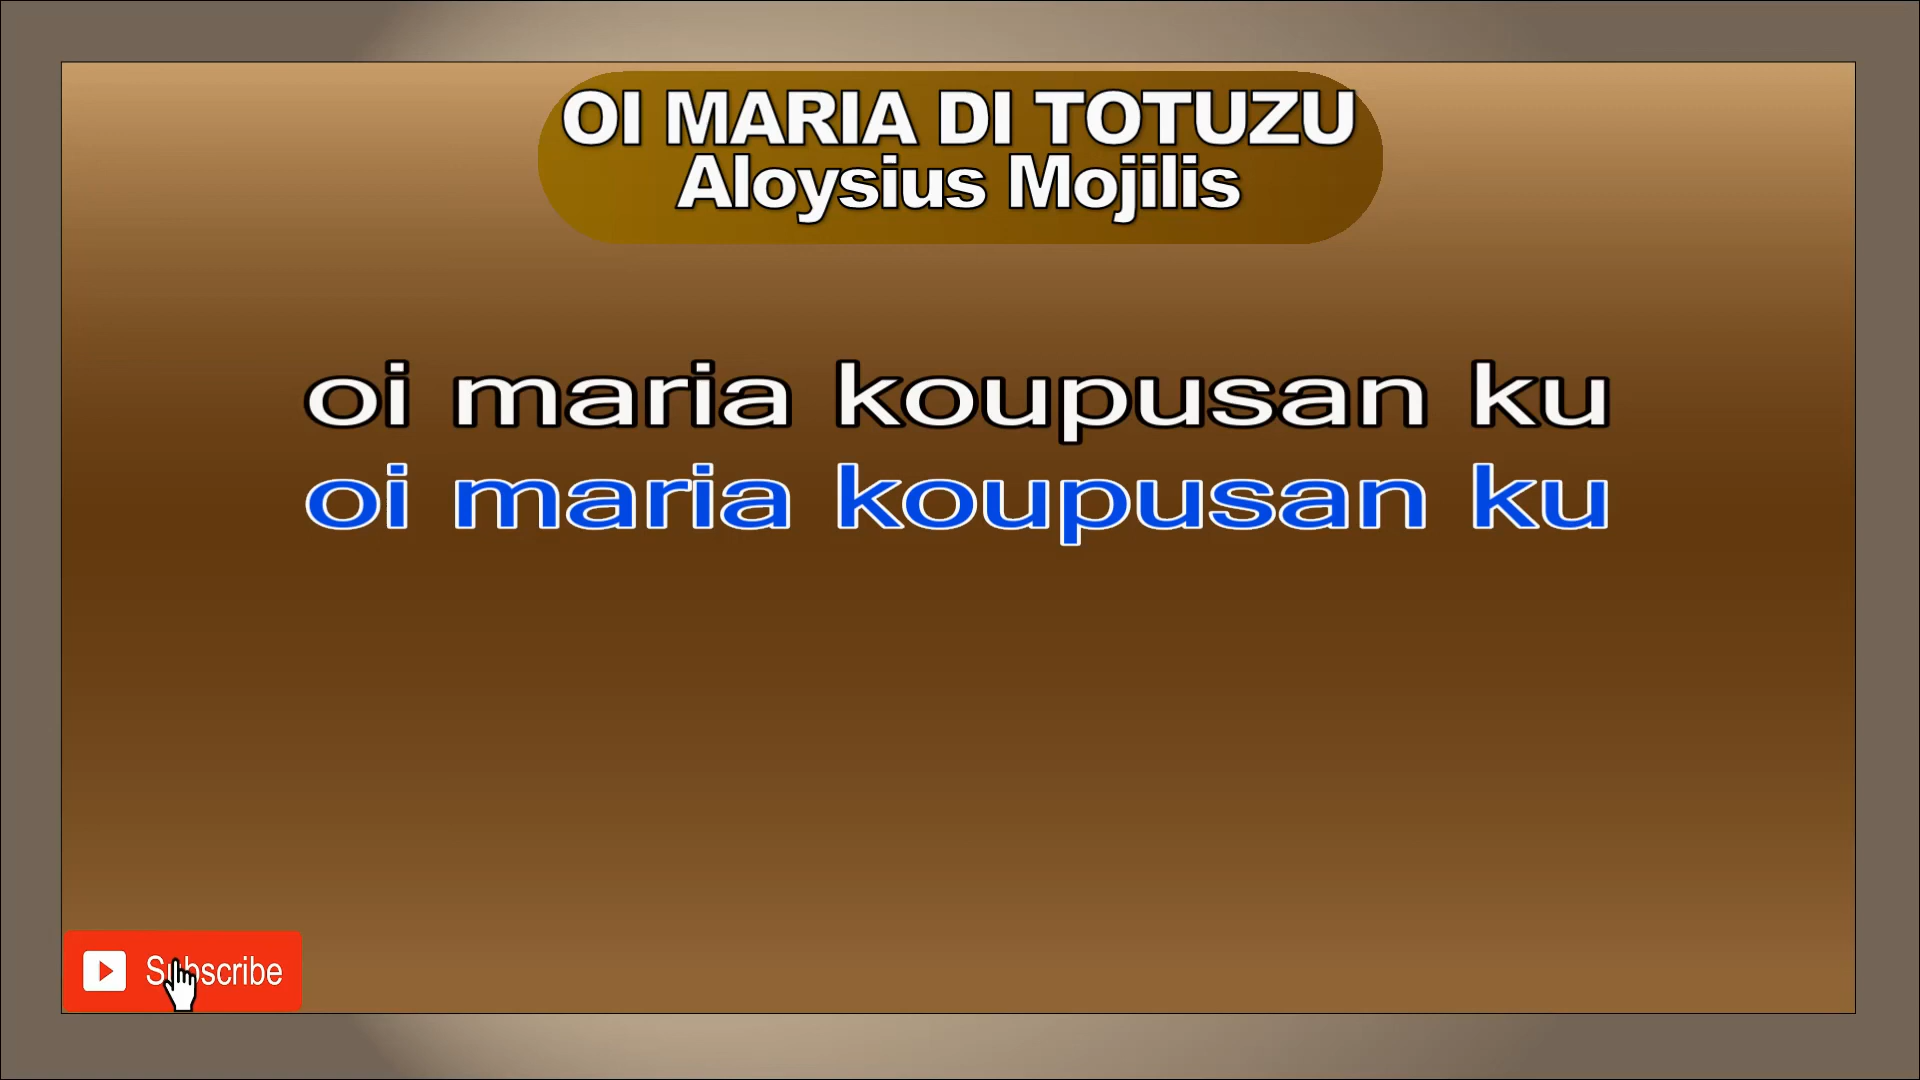 OI MARIA DI TOTUZU
Aloysius Mojilis
oi maria koupusan ku
oi maria koupusan ku
Subscribe